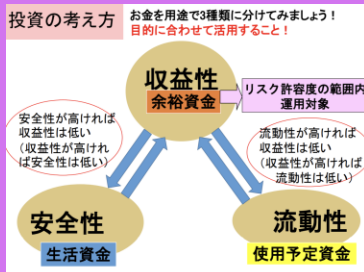 投資の考え方
お金を用途で3種類に分けてみましょう！
目的に合わせて活用すること！
収益性
余裕資金
リスク許容度の範囲内
運用対象
安全性が高ければ
収益性は低い
（収益性が高けれ
ば安全性は低い）
流動性が高ければ
収益性は低い
（収益性が高ければ
流動性は低い）
安全性
生活資金
流動性
使用予定資金